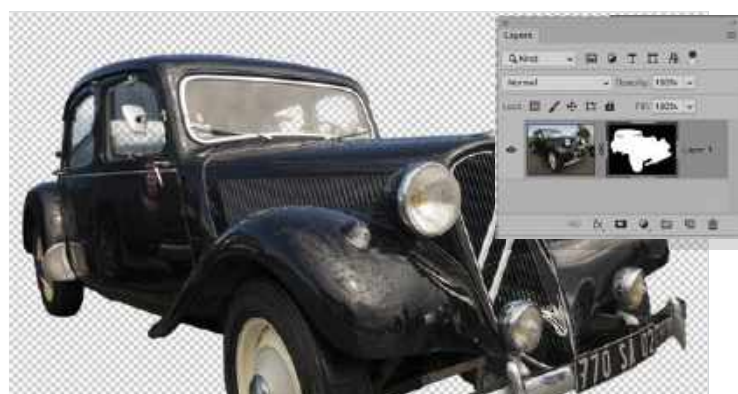 Layers
Kind
Normal
Opacity: 100%
Lock:
Fill: 100%
Layer 1
770 SA 02